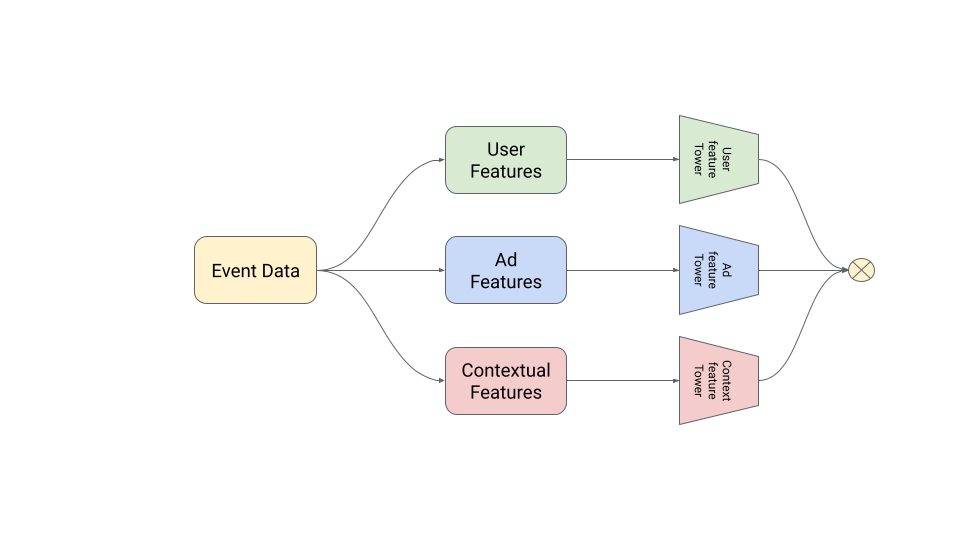 Event Data
User
Features
User
feature
Tower
Ad
Features
Ad
feature
Tower
Contextual
Features
Context
feature
Tower